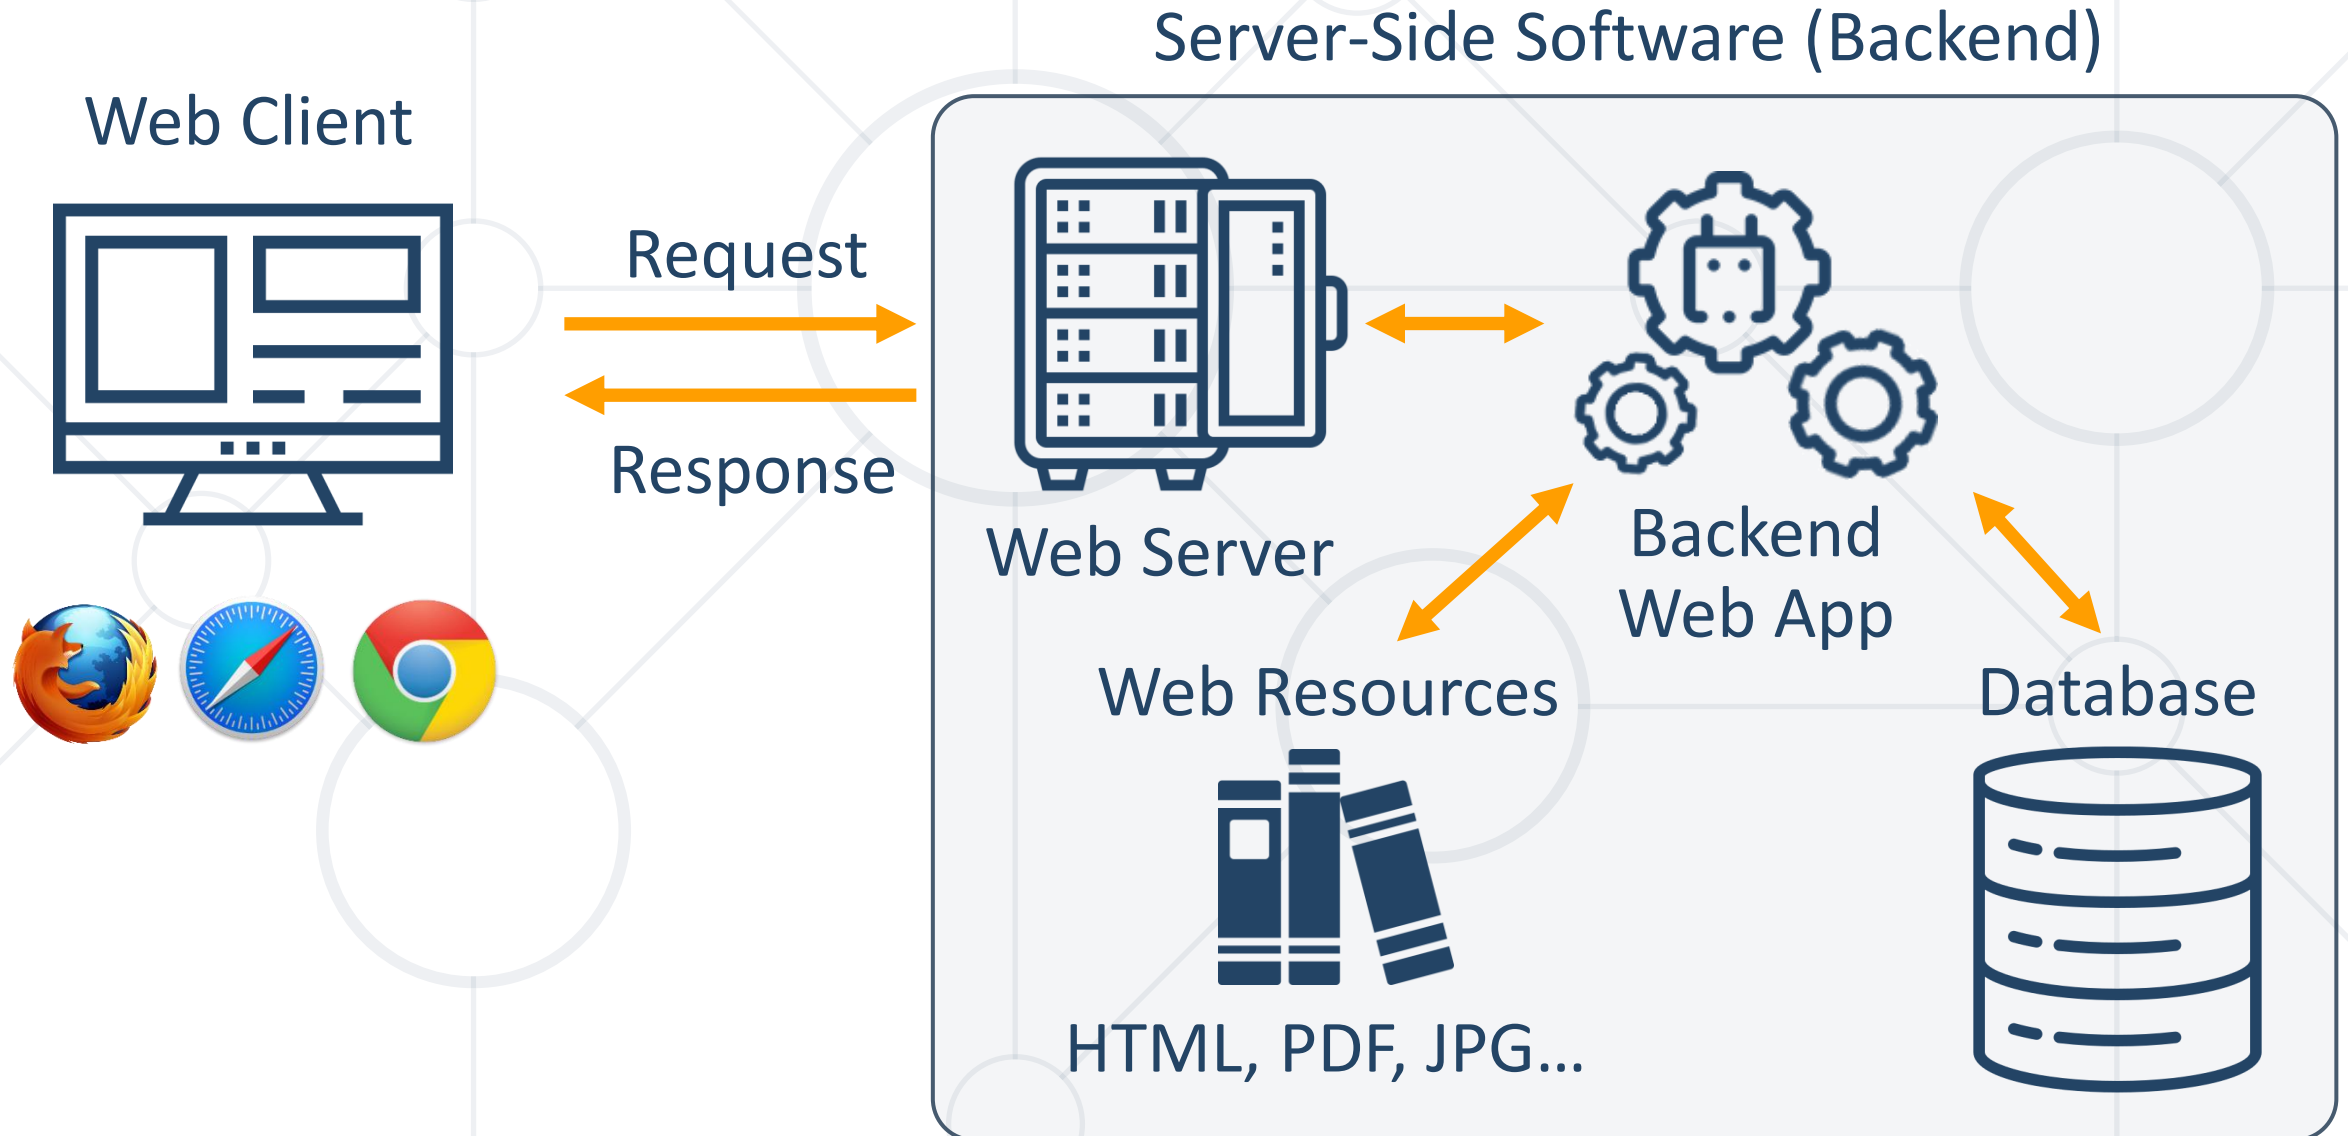 Server-Side Software (Backend)
Web Client
Request
Response
Web Server
Backend
Web App
Web Resources
Database
HTML, PDF, JPG…